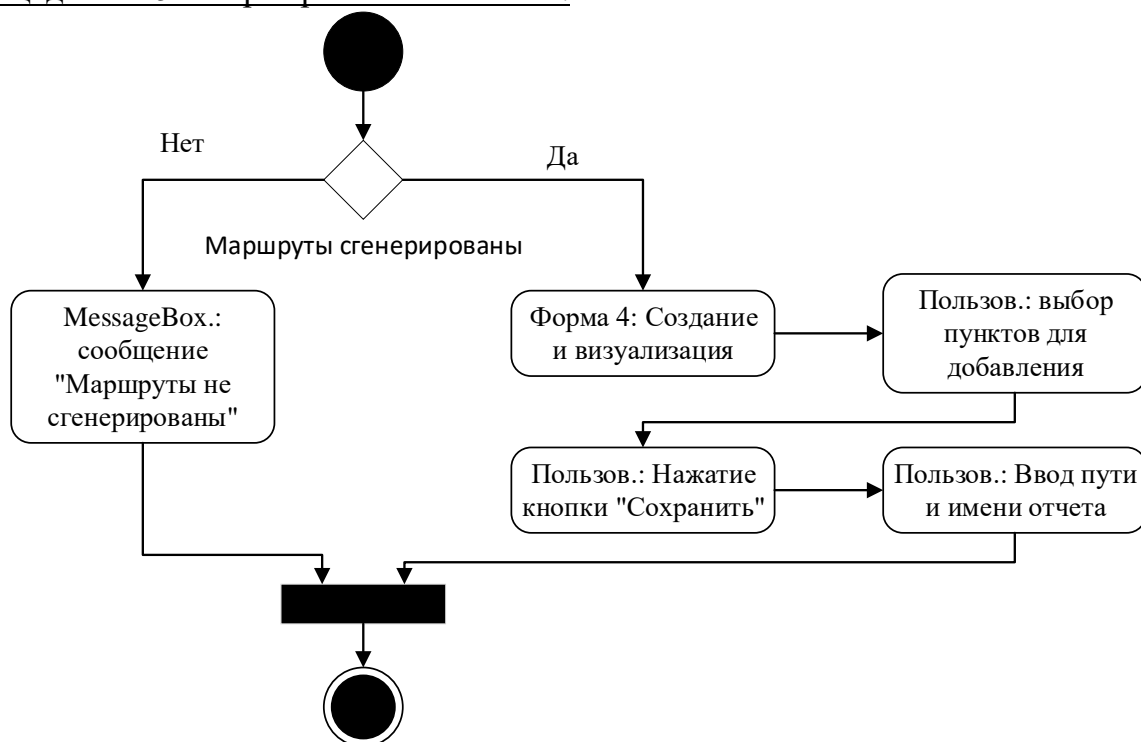 Нет
Да
Маршруты сгенерированы
MessageBox.:
сообщение
"Маршруты не
сгенерированы"
Форма 4: Создание
и визуализация
Пользов.: выбор
пунктов для
добавления
Пользов.: Нажатие
кнопки "Сохранить"
Пользов.: Ввод пути
и имени отчета